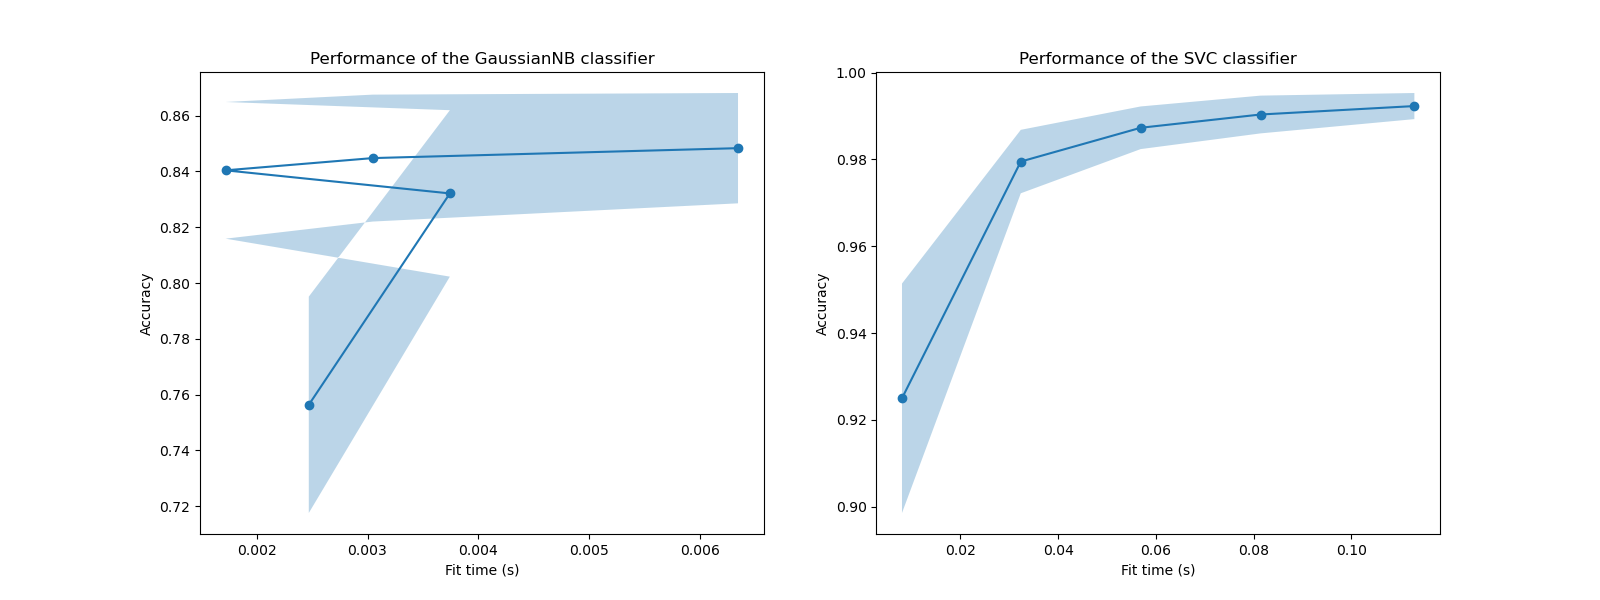 Performance of the GaussianNB classifier
Accuracy
0.86
0.84
0.82
0.80
0.78
0.76
0.74
0.72
0.002 0.003 0.004 0.005 0.006
Fit time (s)
Performance of the SVC classifier
Accuracy
1.00
0.98
0.96
0.94
0.92
0.90
0.02 0.04 0.06 0.08 0.10
Fit time (s)